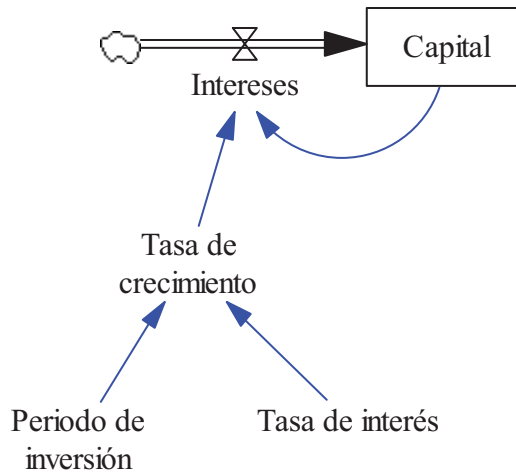 Capital
Intereses
Tasa de
crecimiento
Periodo de
inversión
Tasa de interés